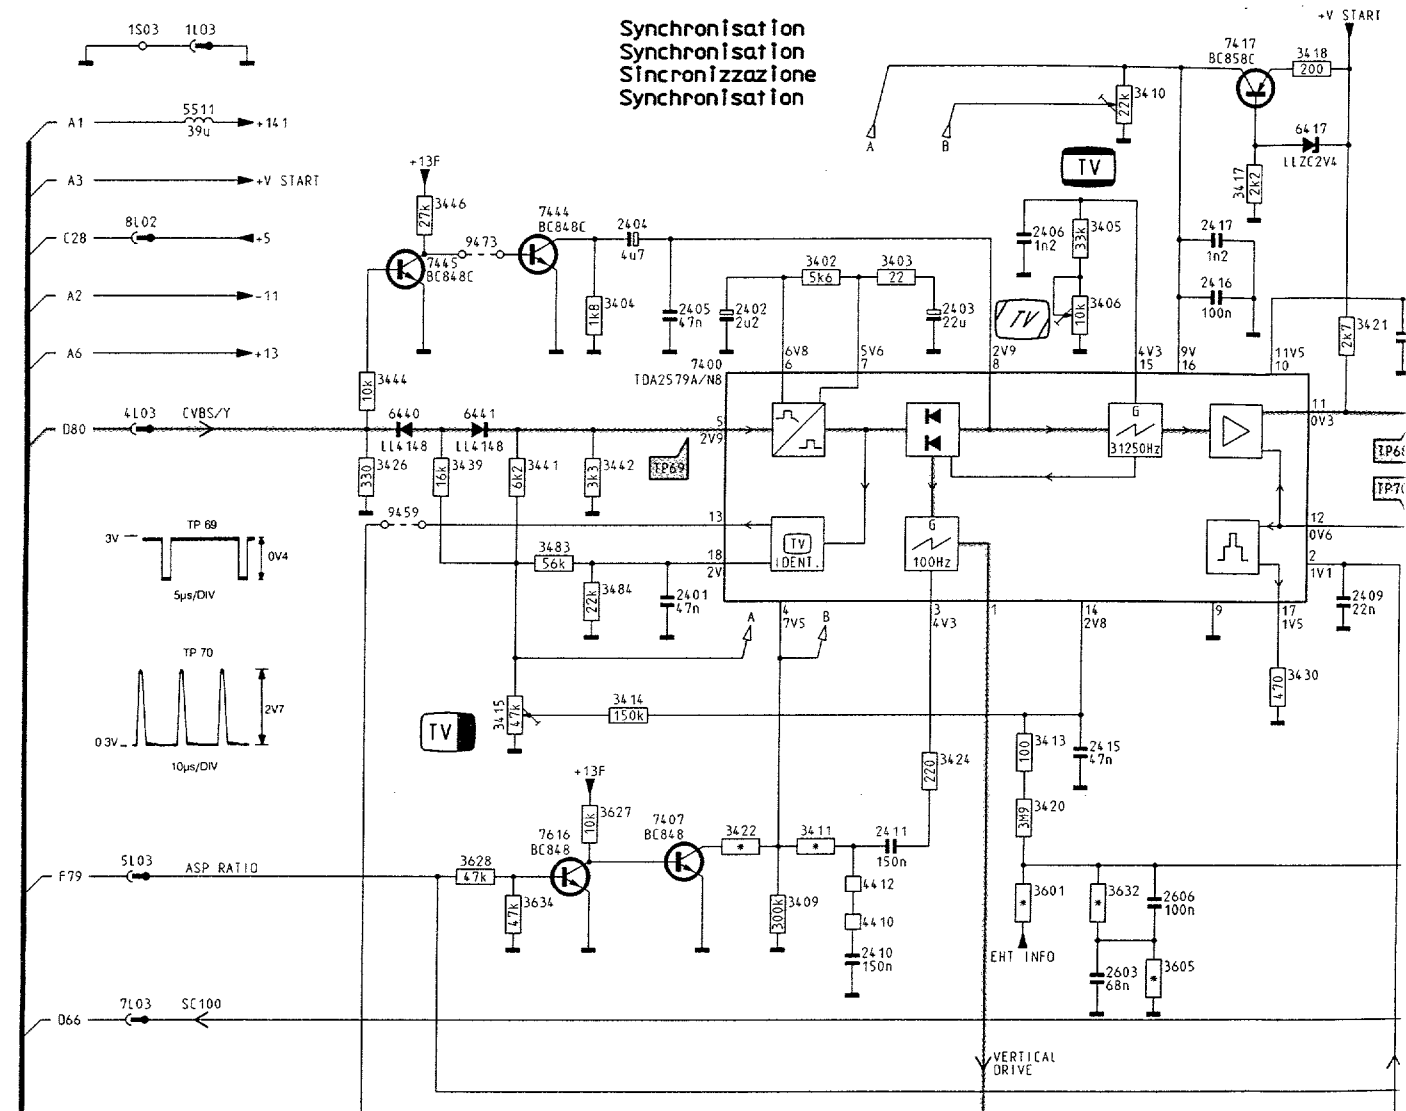 Synchronisation
Synchronisation
Sincronizzazione
Synchronisation
+V START
1S03 1L03
7417
BC858C
3418
200
3410
22k
A1
5511
39u
+141
A
B
6417
LLZC2V4
+13F
TV
A3
+V START
3417
2k2
3446
27k
C28
8L02
+5
7444
BC848C
2404
4u7
2406
1n2
3405
33k
2417
1n2
9473
7445
BC848C
3402
5k6
3403
22
2416
100n
A2
-11
3404
1k8
2405
47n
2402
2u2
2403
22u
TV
3406
10k
3421
2k7
A6
+13
6V8
6
5V6
7
2V9
8
4V3
15
9V
16
11V5
10
7400
TDA2579A/N8
3444
10k
D80
4L03
CVBS/Y
6440
LL4148
6441
LL4148
5
2V9
G
31250Hz
11
0V3
TP69
TP68
3426
330
3439
16k
3441
6k2
3442
3k3
TP70
9459
13
G
100Hz
12
0V6
TP 69
3V
0V4
5µs/DIV
3483
56k
18
2V
TV
IDENT.
2
1V1
3484
22k
2401
47n
2409
22n
A
4
7V5
B
3
4V3
1
14
2V8
9
17
1V5
TP 70
0.3V
2V7
10µs/DIV
3430
470
3415
47k
3414
150k
TV
3413
100
2415
47n
3424
220
+13F
3627
10k
3420
3M9
7616
BC848
7407
BC848
3422
*
3411
*
2411
150n
F79
5L03
ASP RATIO
3628
47k
4412
3634
47k
3409
300k
4410
3601
*
3632
*
2606
100n
2410
150n
EHT INFO
2603
68n
3605
*
D66
7L03
SC100
VERTICAL
DRIVE